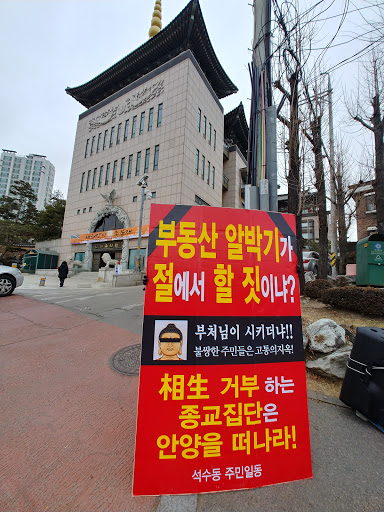 부동산 알박기가
절에서 할 짓이냐?
부처님이 시키더냐!!
불쌍한 주민들은 고통의지옥!
相生 거부 하는
종교집단은
안양을 떠나라!
석수동 주민일동